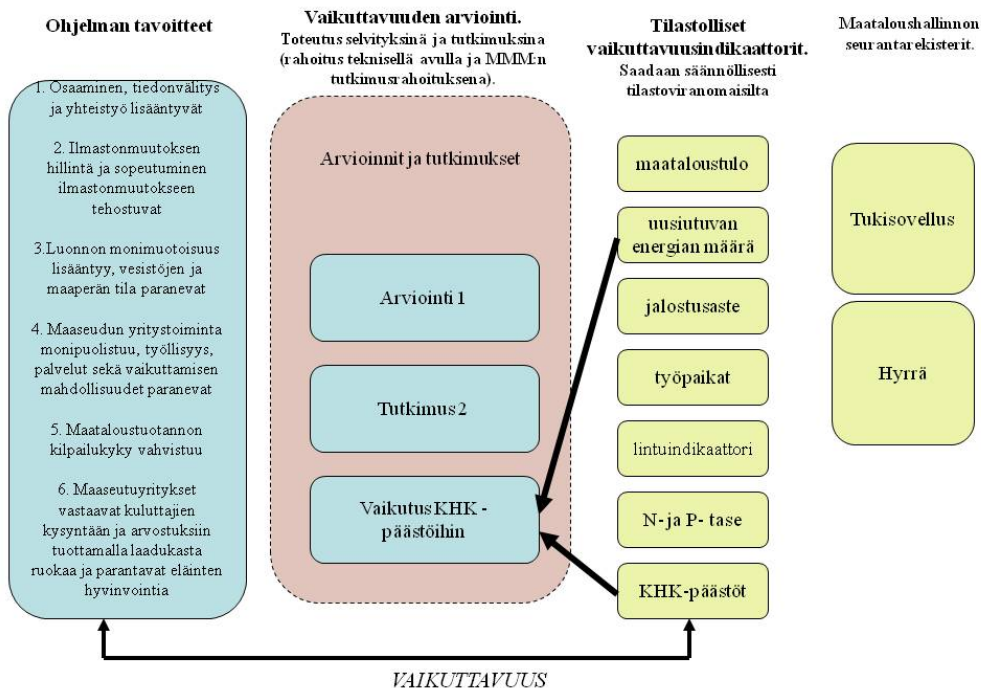 Ohjelman tavoitteet
1. Osaaminen, tiedonvälitys
ja yhteistyö lisääntyvät
2. Ilmastonmuutoksen
hillintä ja sopeutuminen
ilmastonmuutokseen
tehostuvat
3.Luonnon monimuotoisuus
lisääntyy, vesistöjen ja
maaperän tila paranevat
4. Maaseudun yritystoiminta
monipuolistuu, työllisyys,
palvelut sekä vaikuttamisen
mahdollisuudet paranevat
5. Maataloustuotannon
kilpailukyky vahvistuu
6. Maaseutuyritykset
vastaavat kuluttajien
kysyntään ja arvostuksiin
tuottamalla laadukasta
ruokaa ja parantavat eläinten
hyvinvointia
Vaikuttavuuden arviointi.
Toteutus selvityksinä ja tutkimuksina
(rahoitus teknisellä avulla ja MMM:n
tutkimusrahoituksena).
Arvioinnit ja tutkimukset
Arviointi 1
Tutkimus 2
Vaikutus KHK -
päästöihin
Tilastolliset
vaikuttavuusindikaattorit.
Saadaan säännöllisesti
tilastoviranomaisilta
maataloustulo
uusiutuvan
energian määrä
jalostusaste
työpaikat
lintuindikaattori
N- ja P- tase
KHK-päästöt
Maataloushallinnon
seurantarekisterit.
Tukisovellus
Hyrrä
VAIKUTTAVUUS